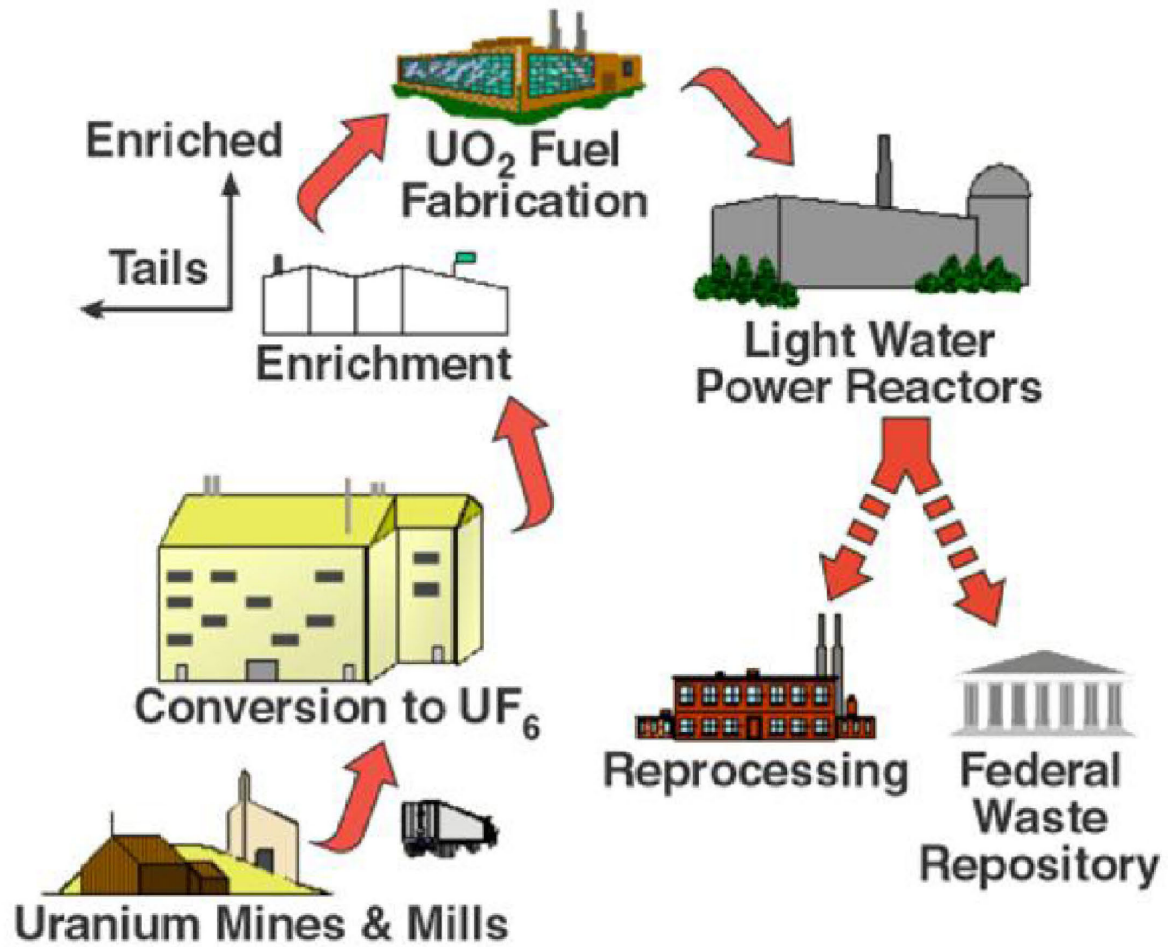 Enriched
Tails
UO₂ Fuel
Fabrication
Enrichment
Light Water
Power Reactors
Conversion to UF₆
Reprocessing
Federal
Waste
Repository
Uranium Mines & Mills